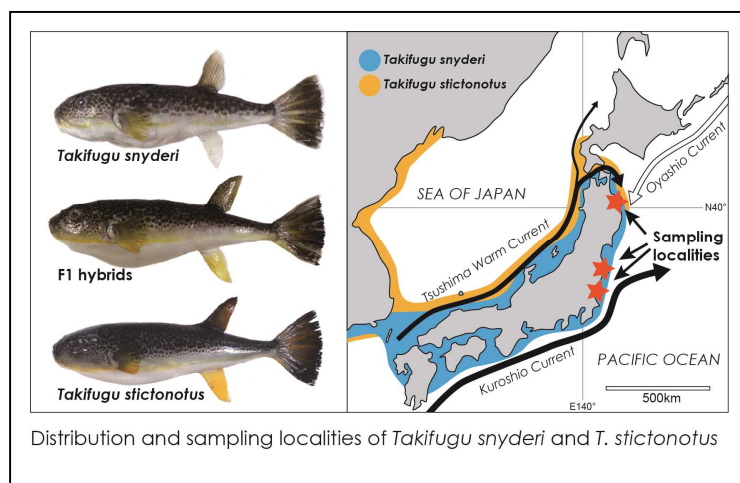 Takifugu snyderi
F1 hybrids
Takifugu stictonotus
Takifugu snyderi
Takifugu stictonotus
SEA OF JAPAN
Oyashio Current
N40°
Tsushima Warm Current
Sampling
localities
PACIFIC OCEAN
Kuroshio Current
E140°
500km
Distribution and sampling localities of Takifugu snyderi and T. stictonotus